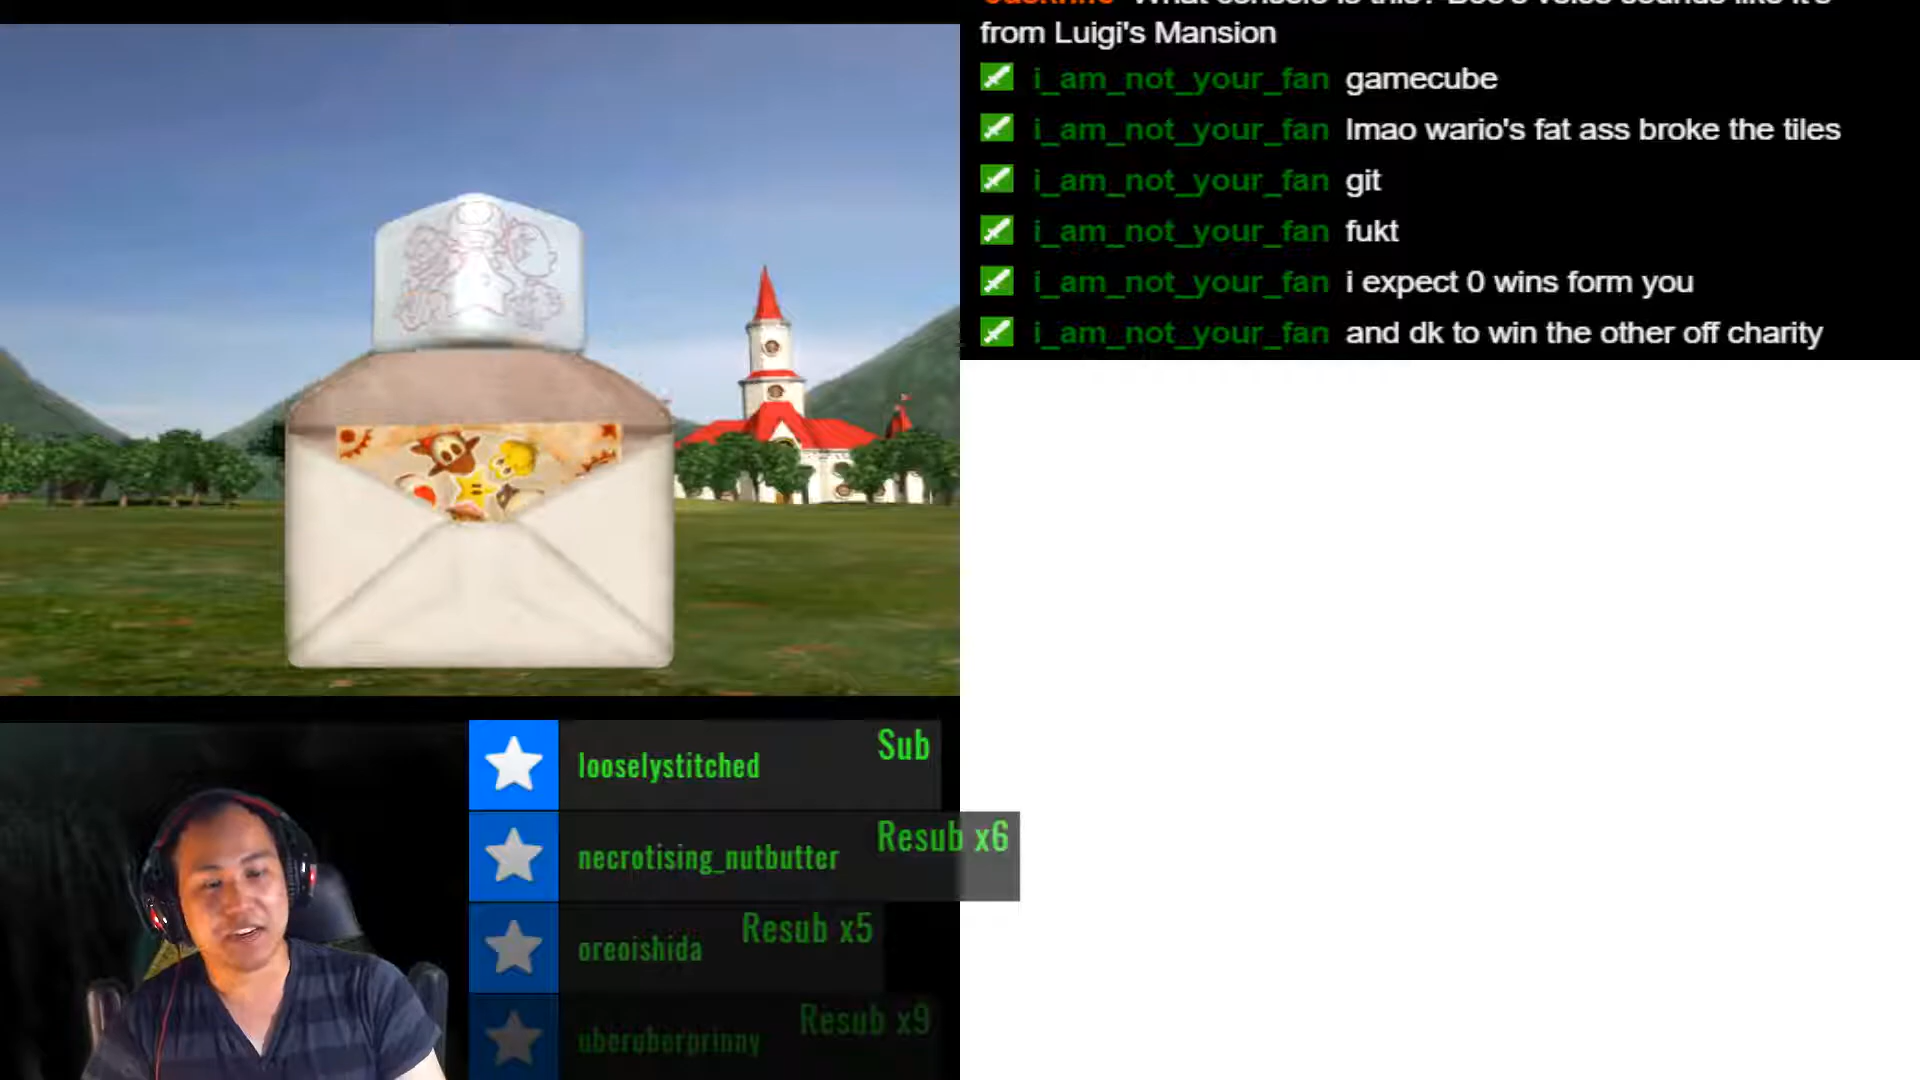 from Luigi's Mansion
i_am_not_your_fan gamecube
i_am_not_your_fan lmao wario's fat ass broke the tiles
i_am_not_your_fan git
i_am_not_your_fan fukt
i_am_not_your_fan i expect 0 wins form you
i_am_not_your_fan and dk to win the other off charity
looselystitched Sub
necrotising_nutbutter Resub x6
oreoishida Resub x5
uberuberprinny Resub x9